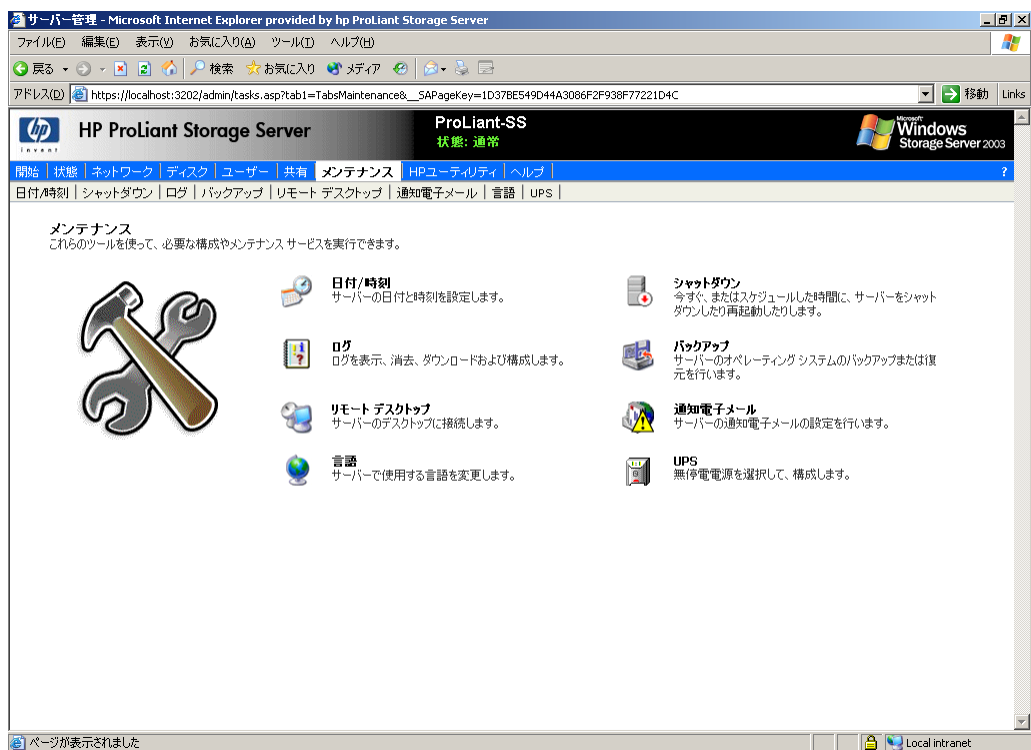 サーバー管理 - Microsoft Internet Explorer provided by hp ProLiant Storage Server
ファイル(F) 編集(E) 表示(V) お気に入り(A) ツール(T) ヘルプ(H)
戻る 検索 お気に入り メディア
アドレス(D) https://localhost:3202/admin/tasks.asp?tab1=TabsMaintenance&__SAPageKey=1D37BE549D44A3086F2F938F77221D4C 移動 Links
hp
invent
HP ProLiant Storage Server
ProLiant-SS
状態: 通常
Microsoft
Windows
Storage Server 2003
開始 状態 ネットワーク ディスク ユーザー 共有 メンテナンス HPユーティリティ ヘルプ ?
日付/時刻 シャットダウン ログ バックアップ リモート デスクトップ 通知電子メール 言語 UPS
メンテナンス
これらのツールを使って、必要な構成やメンテナンス サービスを実行できます。
日付/時刻
サーバーの日付と時刻を設定します。
シャットダウン
今すぐ、またはスケジュールした時間に、サーバーをシャット
ダウンしたり再起動したりします。
ログ
ログを表示、消去、ダウンロードおよび構成します。
バックアップ
サーバーのオペレーティング システムのバックアップまたは復
元を行います。
リモート デスクトップ
サーバーのデスクトップに接続します。
通知電子メール
サーバーの通知電子メールの設定を行います。
言語
サーバーで使用する言語を変更します。
UPS
無停電電源を選択して、構成します。
ページが表示されました Local intranet